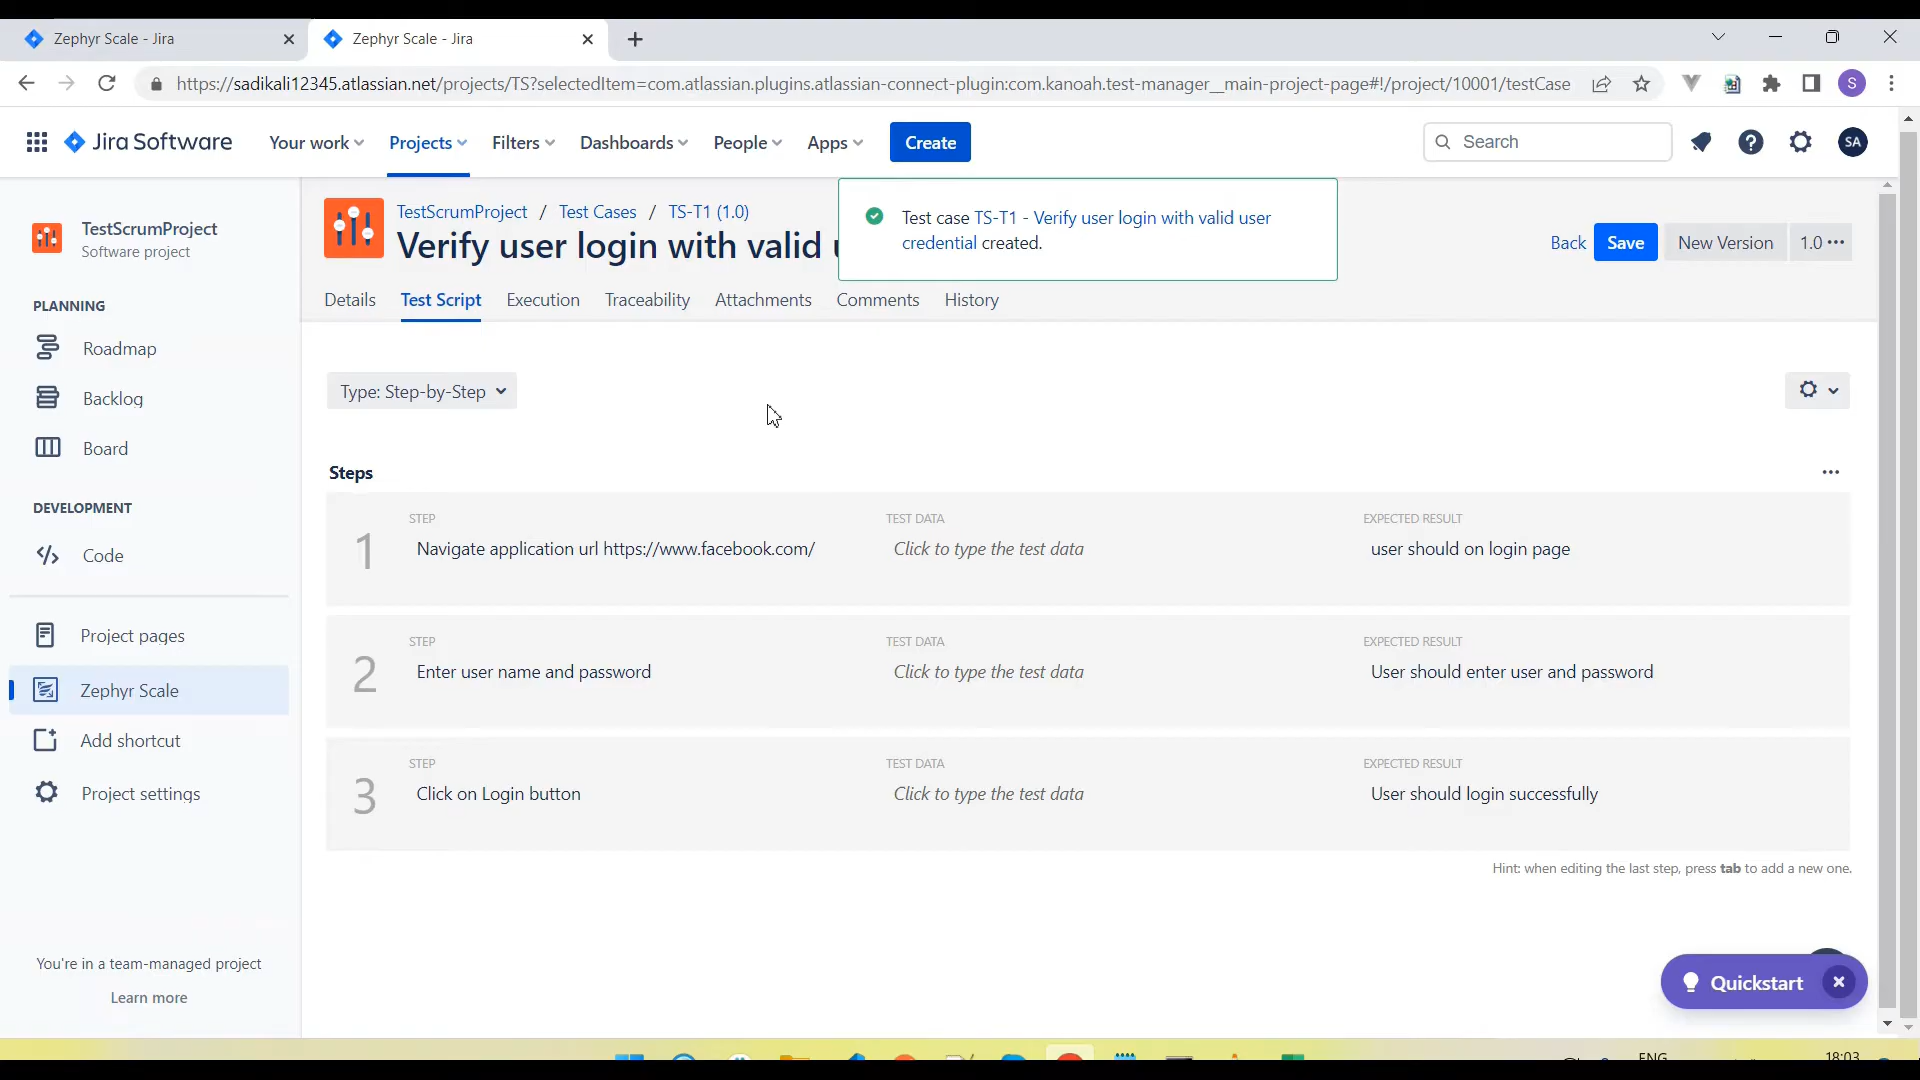 Zephyr Scale - Jira
Zephyr Scale - Jira
https://sadikali12345.atlassian.net/projects/TS?selectedItem=com.atlassian.plugins.atlassian-connect-plugin:com.kanoah.test-manager__main-project-page#!/project/10001/testCase
S
Jira Software
Your work
Projects
Filters
Dashboards
People
Apps
Create
Search
SA
TestScrumProject
Software project
PLANNING
Roadmap
Backlog
Board
DEVELOPMENT
Code
Project pages
Zephyr Scale
Add shortcut
Project settings
You're in a team-managed project
Learn more
TestScrumProject / Test Cases / TS-T1 (1.0)
Verify user login with valid
Test case TS-T1 - Verify user login with valid user
credential created.
Back
Save
New Version
1.0
Details
Test Script
Execution
Traceability
Attachments
Comments
History
Type: Step-by-Step
Steps
STEP TEST DATA EXPECTED RESULT
1 Navigate application url https://www.facebook.com/ Click to type the test data user should on login page
STEP TEST DATA EXPECTED RESULT
2 Enter user name and password Click to type the test data User should enter user and password
STEP TEST DATA EXPECTED RESULT
3 Click on Login button Click to type the test data User should login successfully
Hint: when editing the last step, press tab to add a new one.
Quickstart
ENG
18:03